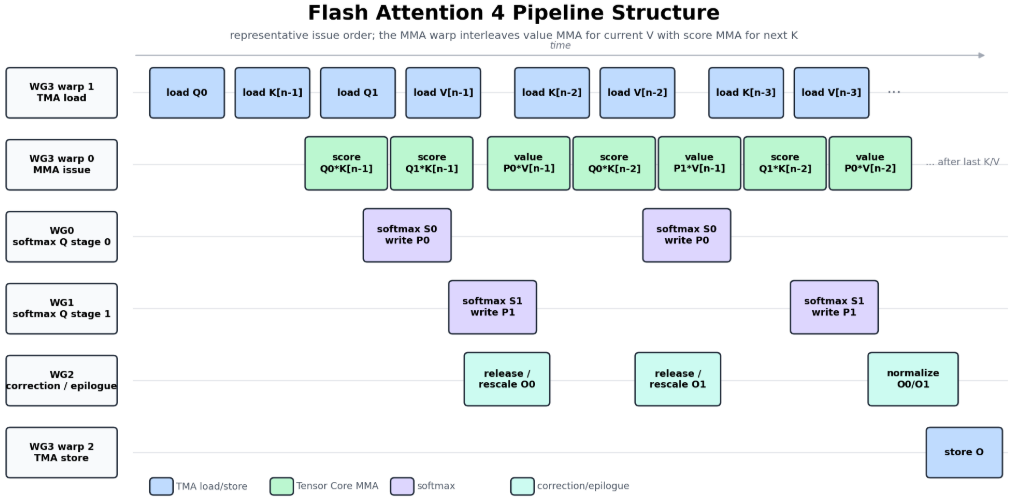 Flash Attention 4 Pipeline Structure
representative issue order; the MMA warp interleaves value MMA for current V with score MMA for next K
time
WG3 warp 1
TMA load
load Q0
load K[n-1]
load Q1
load V[n-1]
load K[n-2]
load V[n-2]
load K[n-3]
load V[n-3]
...
WG3 warp 0
MMA issue
score
Q0*K[n-1]
score
Q1*K[n-1]
value
P0*V[n-1]
score
Q0*K[n-2]
value
P1*V[n-1]
score
Q1*K[n-2]
value
P0*V[n-2]
... after last K/V
WG0
softmax Q stage 0
softmax S0
write P0
softmax S0
write P0
WG1
softmax Q stage 1
softmax S1
write P1
softmax S1
write P1
WG2
correction / epilogue
release /
rescale O0
release /
rescale O1
normalize
O0/O1
WG3 warp 2
TMA store
store O
TMA load/store
Tensor Core MMA
softmax
correction/epilogue